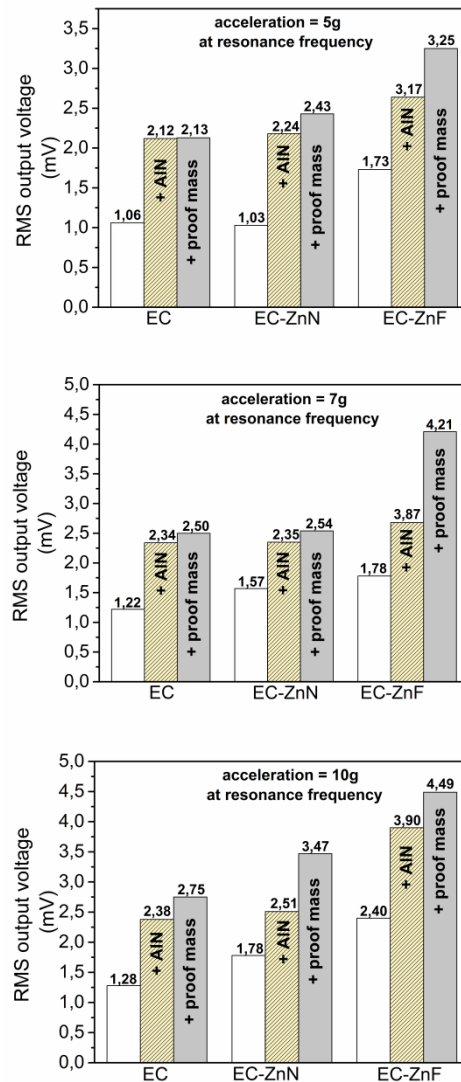 acceleration = 5g
at resonance frequency
RMS output voltage
(mV)
3,5
3,0
2,5
2,0
1,5
1,0
0,5
0,0
1,06
2,12
2,13
1,03
2,24
2,43
1,73
3,17
3,25
+ AlN
+ proof mass
+ AlN
+ proof mass
+ AlN
+ proof mass
EC
EC-ZnN
EC-ZnF
acceleration = 7g
at resonance frequency
RMS output voltage
(mV)
5,0
4,5
4,0
3,5
3,0
2,5
2,0
1,5
1,0
0,5
0,0
1,22
2,34
2,50
1,57
2,35
2,54
1,78
3,87
4,21
+ AlN
+ proof mass
+ AlN
+ proof mass
+ AlN
+ proof mass
EC
EC-ZnN
EC-ZnF
acceleration = 10g
at resonance frequency
RMS output voltage
(mV)
5,0
4,5
4,0
3,5
3,0
2,5
2,0
1,5
1,0
0,5
0,0
1,28
2,38
2,75
1,78
2,51
3,47
2,40
3,90
4,49
+ AlN
+ proof mass
+ AlN
+ proof mass
+ AlN
+ proof mass
EC
EC-ZnN
EC-ZnF